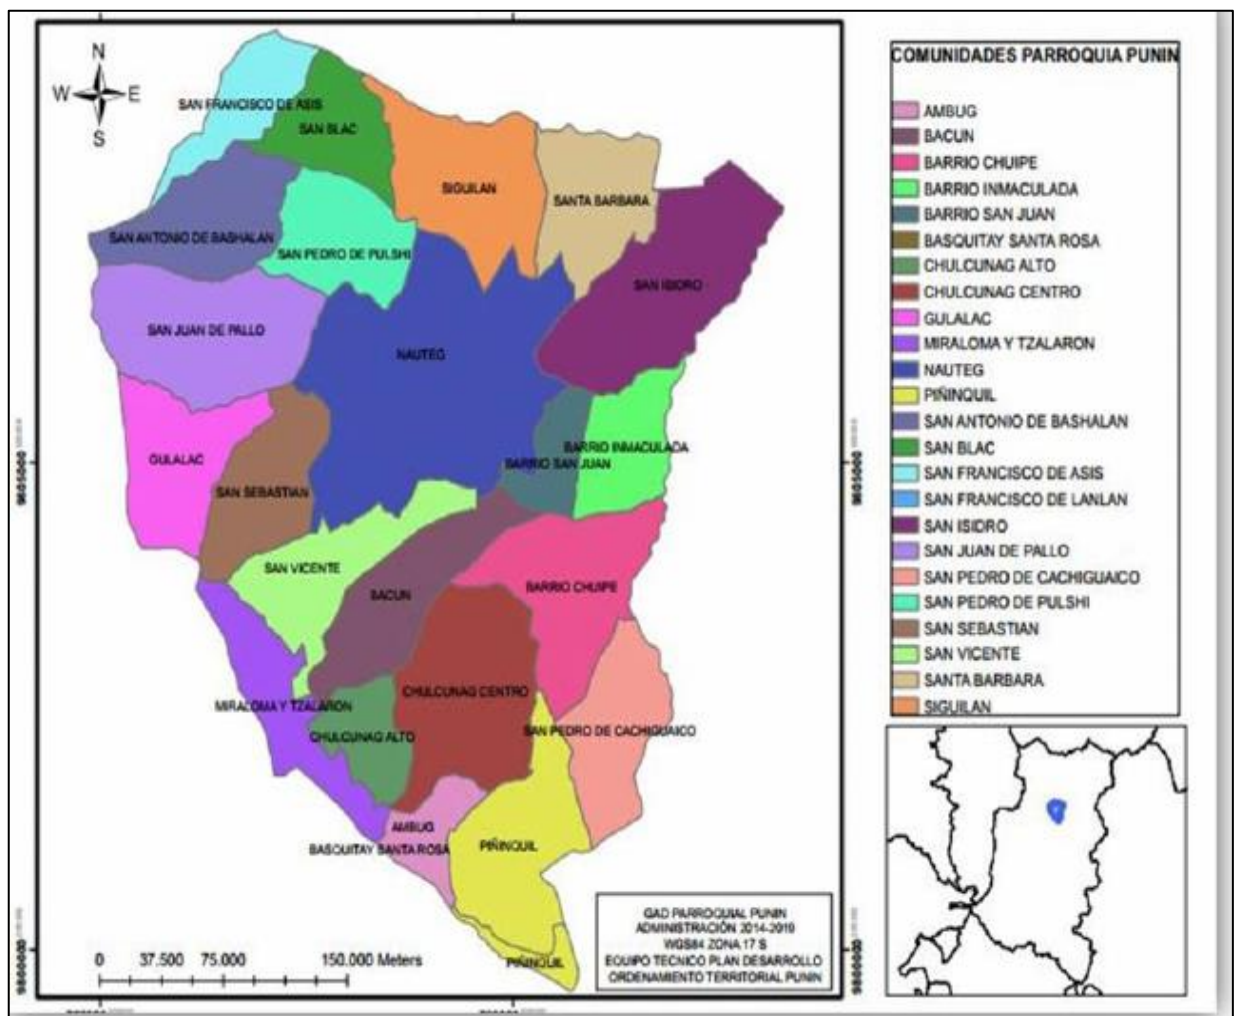 N
W E
S
SAN FRANCISCO DE ASIS
SAN BLAC
SIGUILAN
SANTA BARBARA
SAN ANTONIO DE BASHALAN
SAN PEDRO DE PULSHI
SAN ISIDRO
SAN JUAN DE PALLO
NAUTEG
BARRIO INMACULADA
GULALAC
BARRIO SAN JUAN
SAN SEBASTIAN
SAN VICENTE
BACUN
BARRIO CHUIPE
CHULCUNAG CENTRO
MIRALOMA Y TZALARON
CHULCUNAG ALTO
SAN PEDRO DE CACHIGUAICO
AMBUG
BASQUITAY SANTA ROSA
PIÑINQUIL
PIÑINQUIL
0 37.500 75.000 150.000 Meters
GAD PARROQUIAL PUNIN
ADMINISTRACIÓN 2014-2019
WGS84 ZONA 17 S
EQUIPO TECNICO PLAN DESARROLLO
ORDENAMIENTO TERRITORIAL PUNIN
COMUNIDADES PARROQUIA PUNIN
AMBUG
BACUN
BARRIO CHUIPE
BARRIO INMACULADA
BARRIO SAN JUAN
BASQUITAY SANTA ROSA
CHULCUNAG ALTO
CHULCUNAG CENTRO
GULALAC
MIRALOMA Y TZALARON
NAUTEG
PIÑINQUIL
SAN ANTONIO DE BASHALAN
SAN BLAC
SAN FRANCISCO DE ASIS
SAN FRANCISCO DE LANLAN
SAN ISIDRO
SAN JUAN DE PALLO
SAN PEDRO DE CACHIGUAICO
SAN PEDRO DE PULSHI
SAN SEBASTIAN
SAN VICENTE
SANTA BARBARA
SIGUILAN